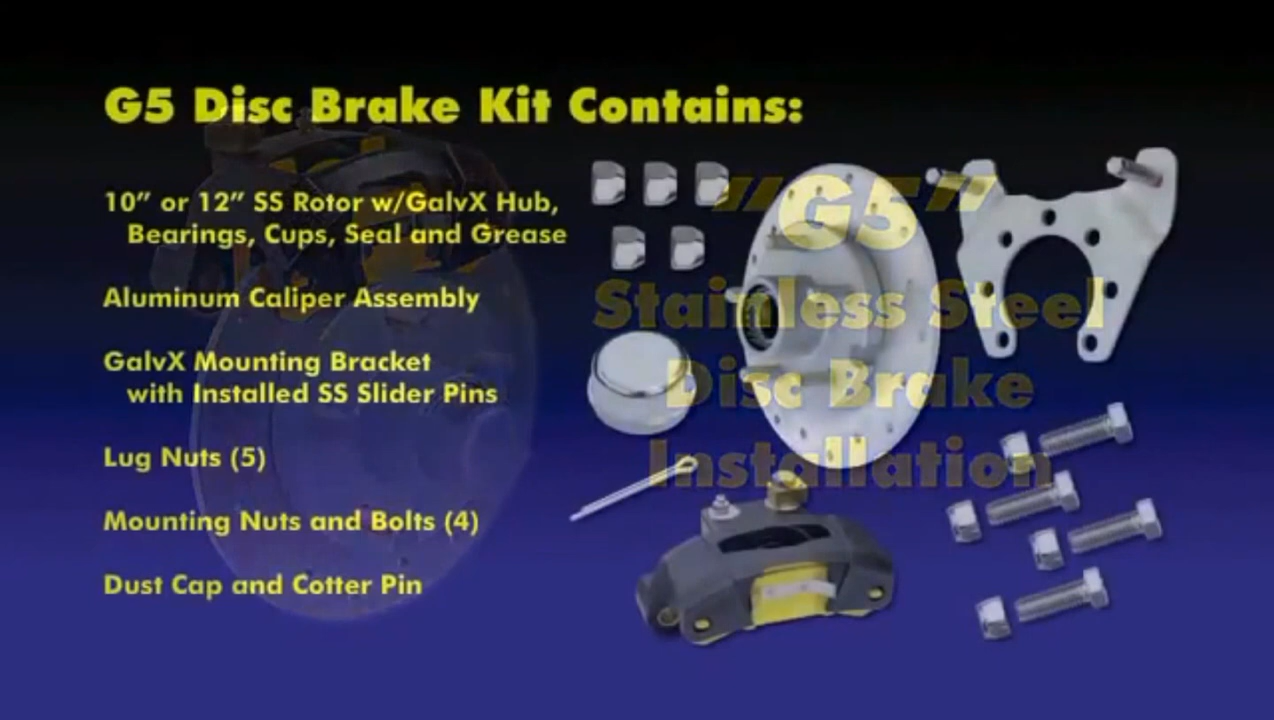 G5 Disc Brake Kit Contains:
10” or 12” SS Rotor w/GalvX Hub,
Bearings, Cups, Seal and Grease
Aluminum Caliper Assembly
GalvX Mounting Bracket
with Installed SS Slider Pins
Lug Nuts (5)
Mounting Nuts and Bolts (4)
Dust Cap and Cotter Pin
”G5”
Stainless Steel
Disc Brake
Installation